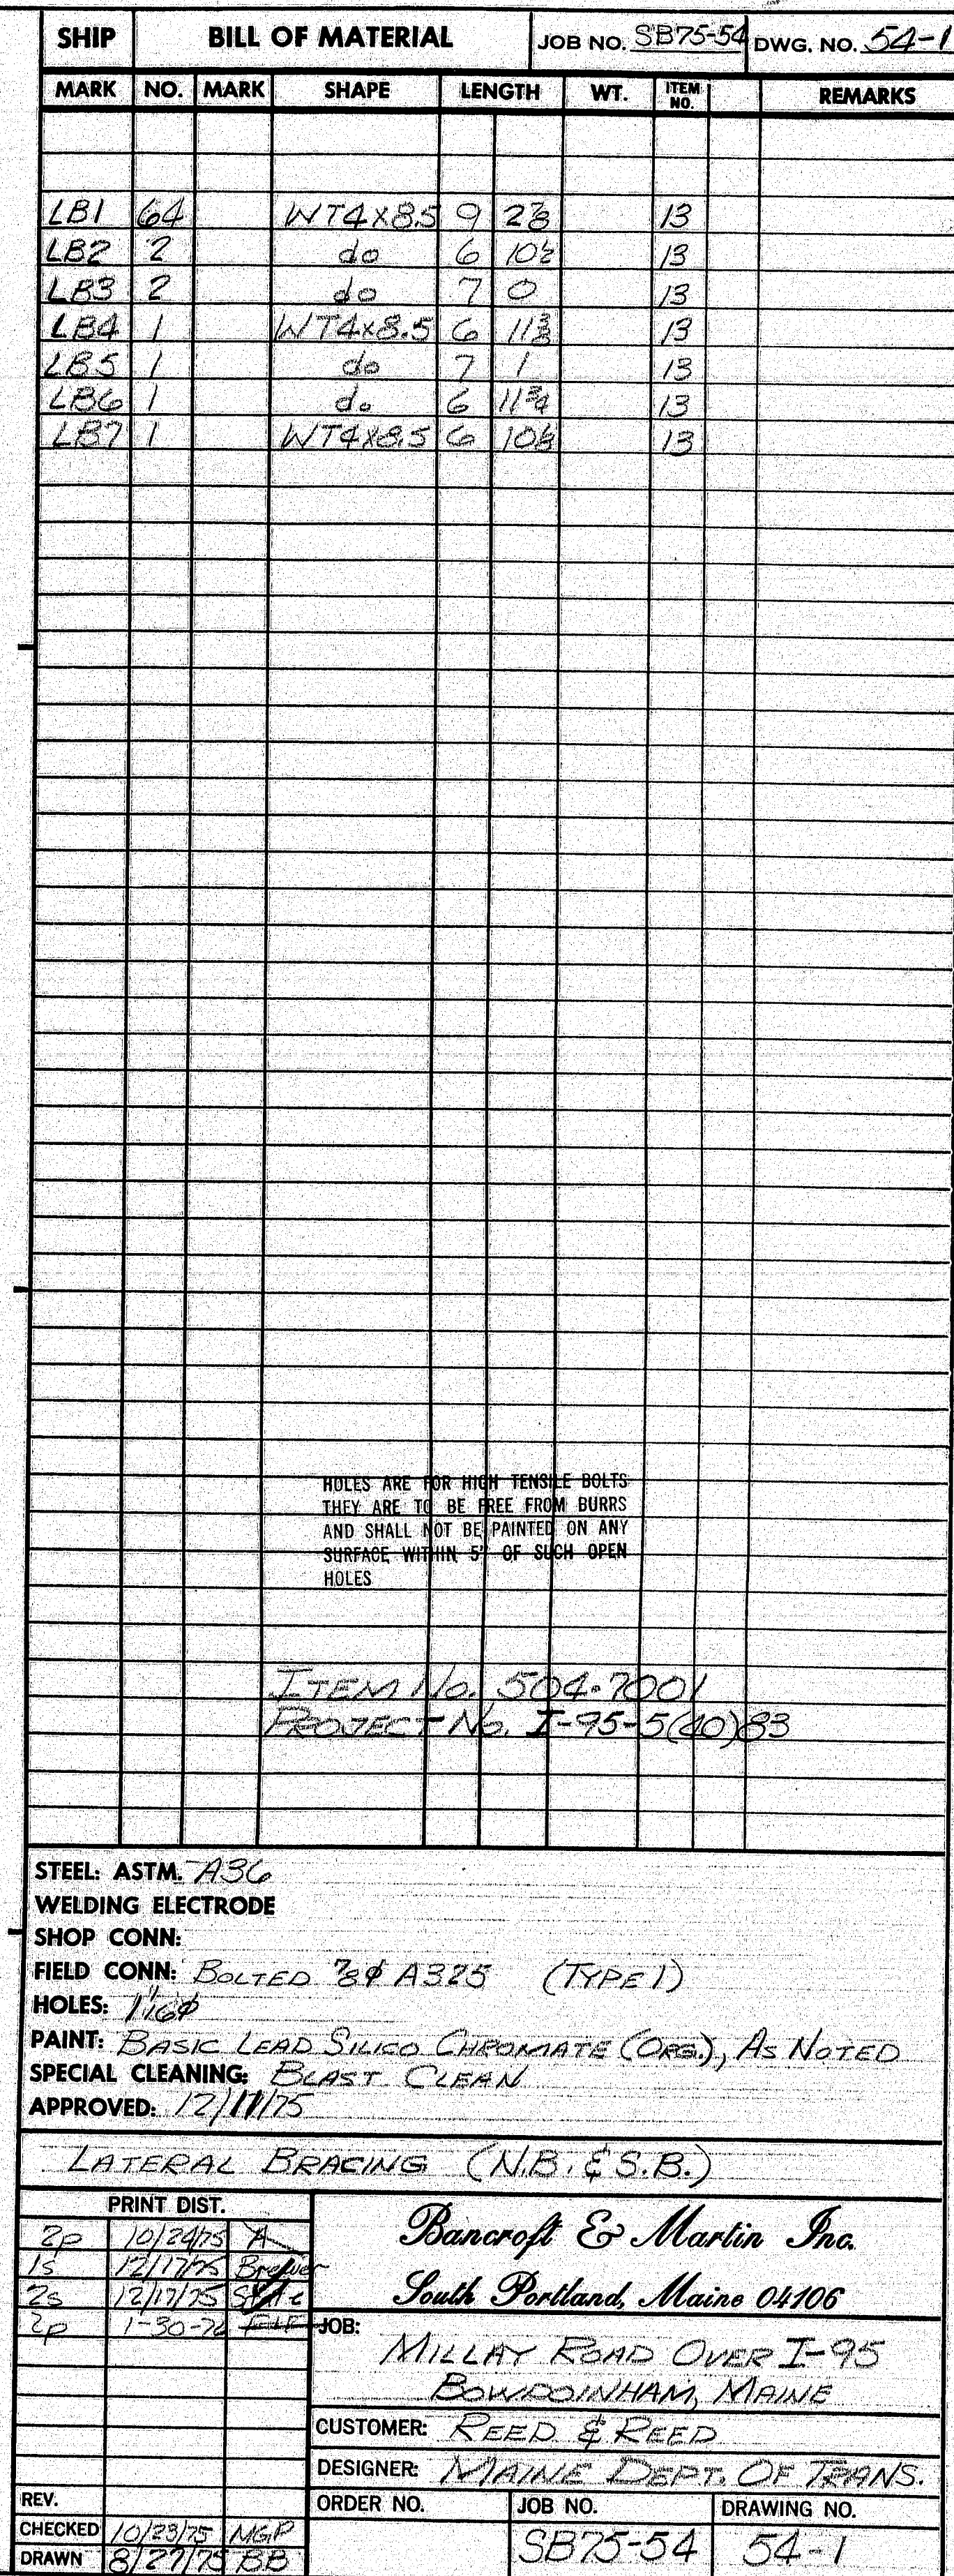 SHIP BILL OF MATERIAL JOB NO. SB75-54 DWG. NO. 54-1
MARK NO. MARK SHAPE LENGTH WT. ITEM NO. REMARKS
LB1 64 WT4x8.5 9 2⅞ 13
LB2 2 do 6 10½ 13
LB3 2 do 7 0 13
LB4 1 WT4x8.5 6 11⅜ 13
LB5 1 do 7 1 13
LB6 1 do 6 11¾ 13
LB7 1 WT4x8.5 6 13
HOLES ARE FOR HIGH TENSILE BOLTS
THEY ARE TO BE FREE FROM BURRS
AND SHALL NOT BE PAINTED ON ANY
SURFACE WITHIN 5" OF SUCH OPEN
HOLES
ITEM NO. 504.7001
PROJECT NO. I-95-5(40)83
STEEL: ASTM. A36
WELDING ELECTRODE
SHOP CONN:
FIELD CONN: BOLTED ⅞φ A325 (TYPE 1)
HOLES: 1 1/16φ
PAINT: BASIC LEAD SILICO CHROMATE (ORG.), AS NOTED
SPECIAL CLEANING: BLAST CLEAN
APPROVED: 12/17/75
LATERAL BRACING (N.B. & S.B.)
PRINT DIST.
2p 10/24/75 A
1s 12/17/75 Brewer
2s 12/17/75 State
2p 1-30-76
Bancroft & Martin Inc.
South Portland, Maine 04106
JOB:
MILLAY ROAD OVER I-95
BOWDOINHAM, MAINE
CUSTOMER: REED & REED
DESIGNER: MAINE DEPT. OF TRANS.
REV.
CHECKED 10/23/75 MGP
DRAWN 8/27/75 BB
ORDER NO. JOB NO. DRAWING NO.
SB75-54 54-1